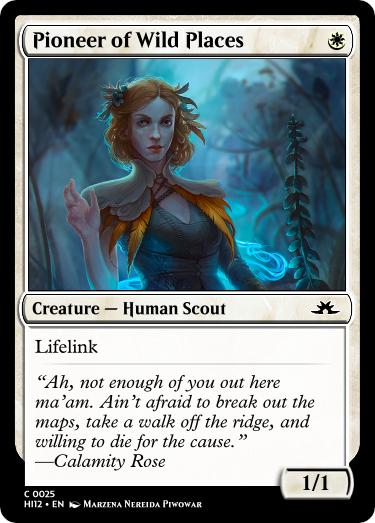 Pioneer of Wild Places
Creature — Human Scout
Lifelink
“Ah, not enough of you out here
ma'am. Ain't afraid to break out the
maps, take a walk off the ridge, and
willing to die for the cause.”
—Calamity Rose
1/1
C 0025
HI12 • EN Marzena Nereida Piwowar